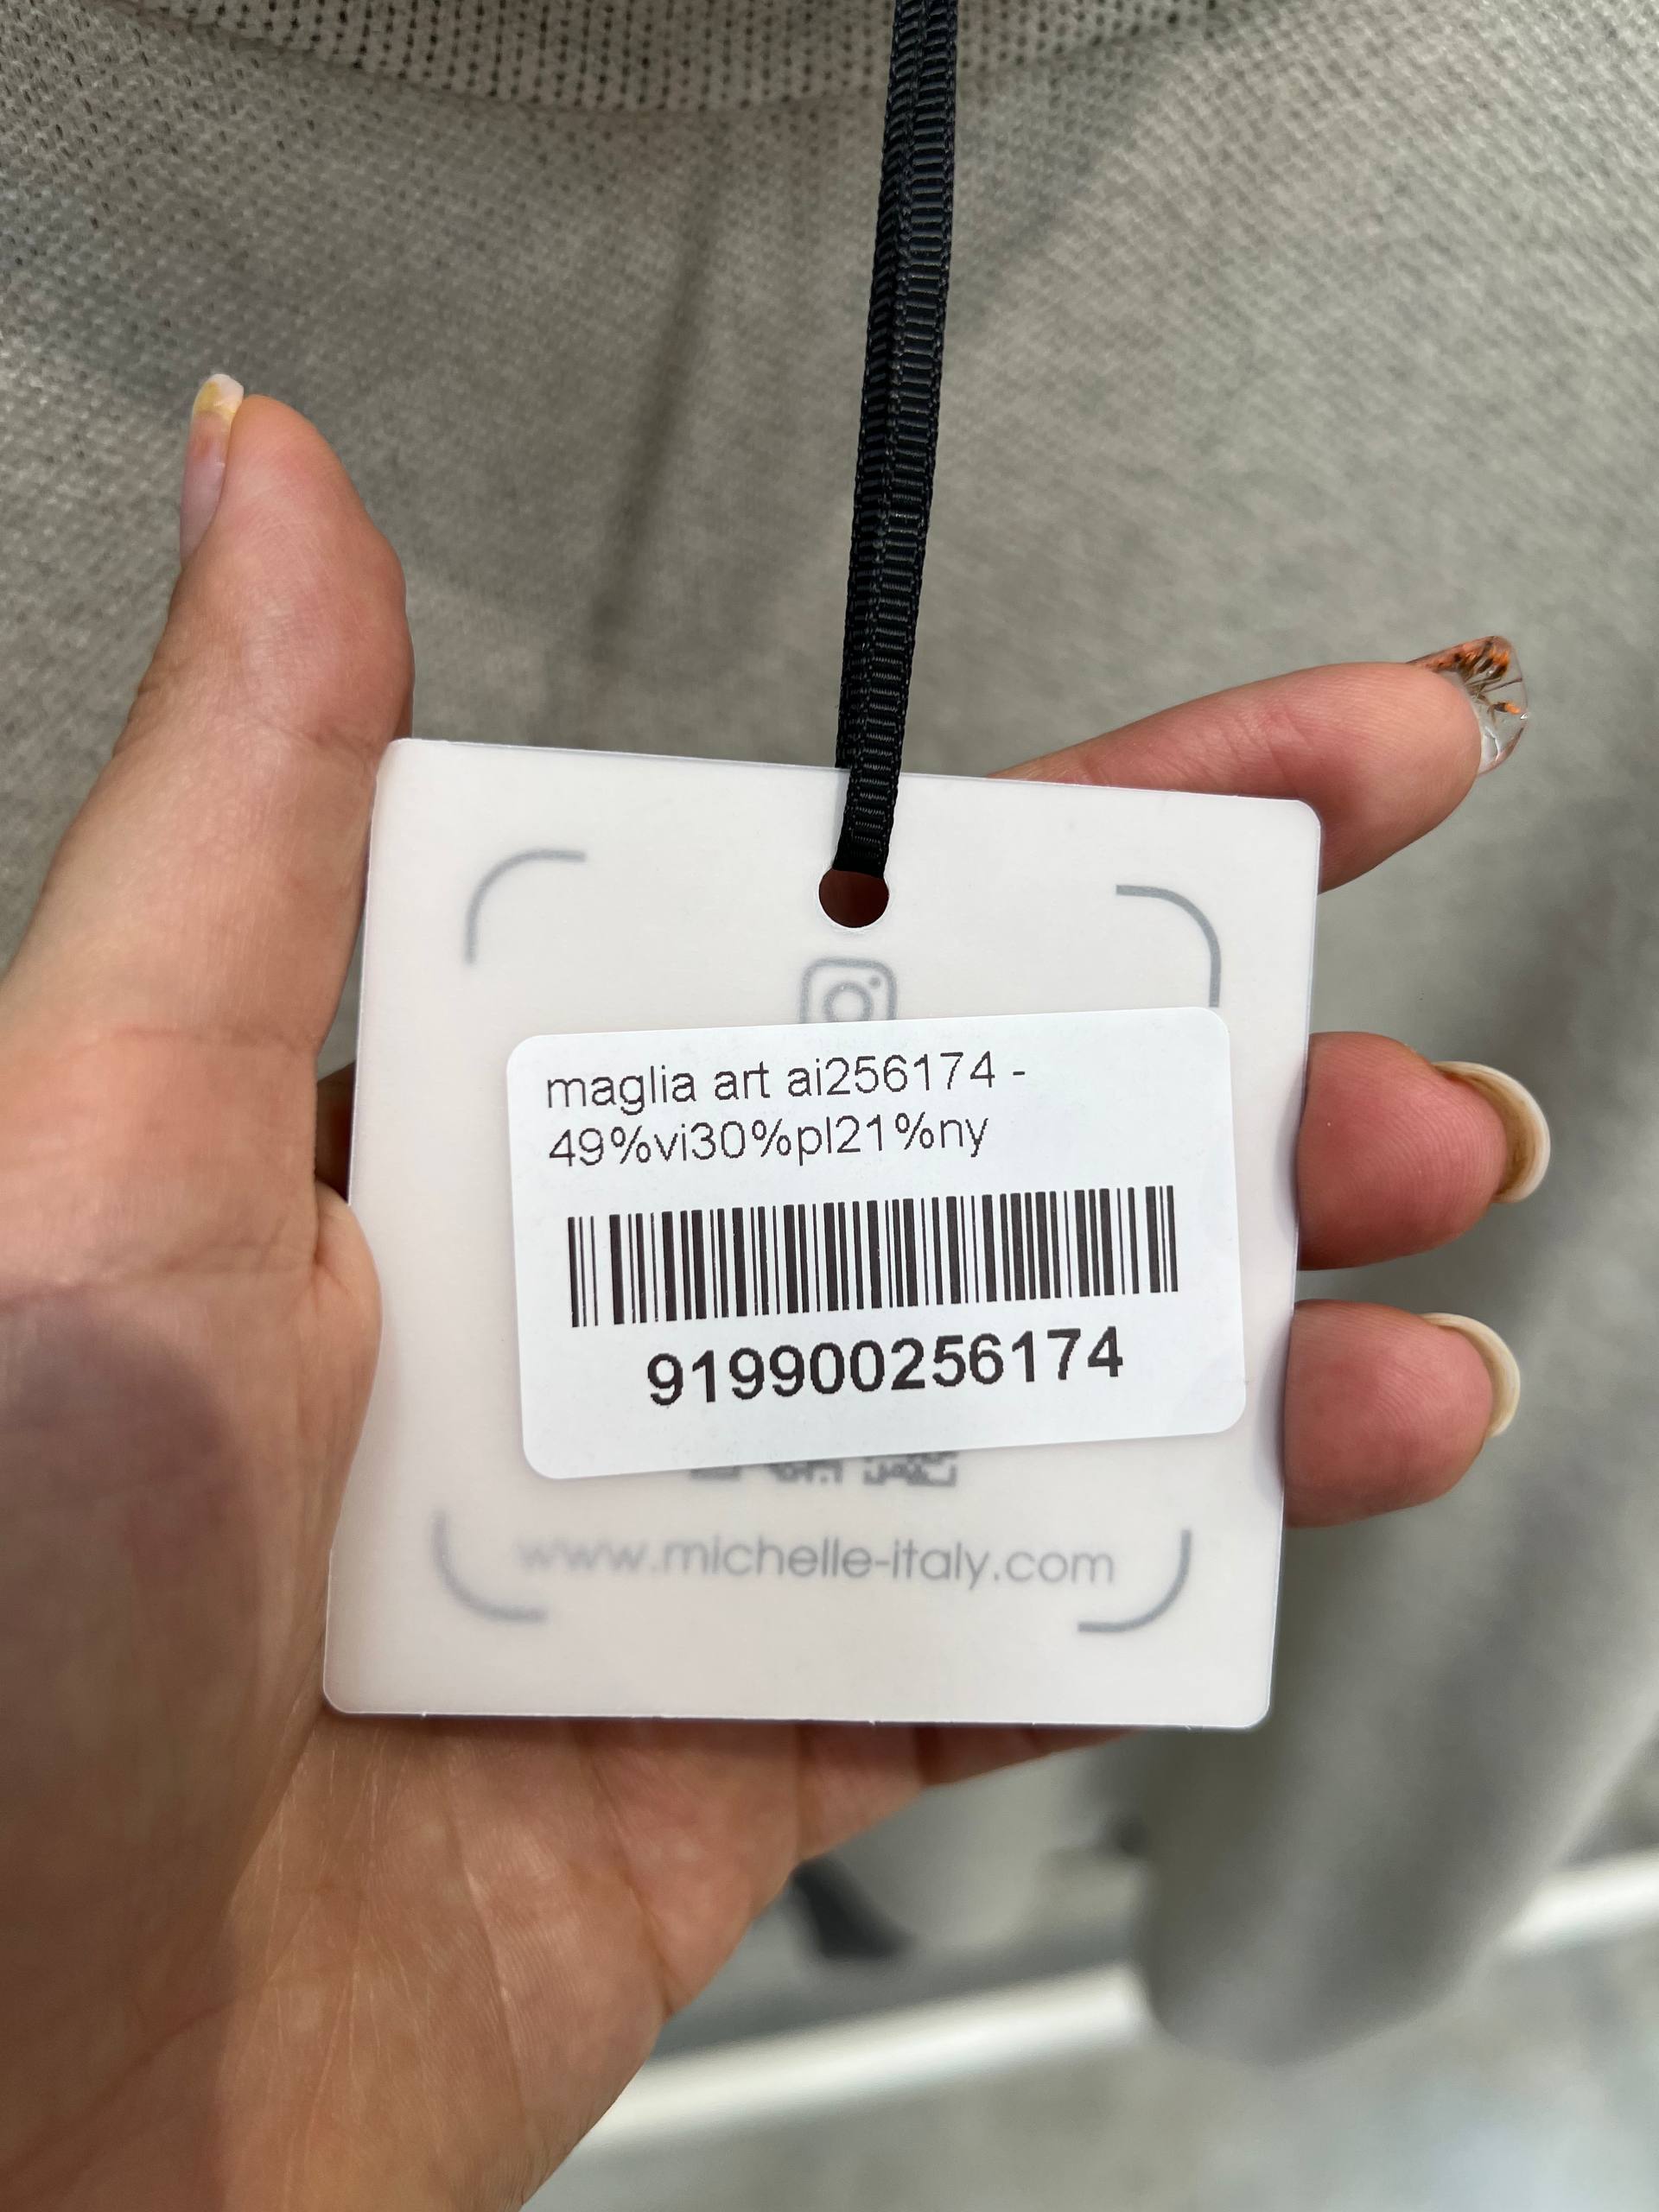 maglia art ai256174 -
49%vi30%pl21%ny
919900256174
www.michelle-italy.com